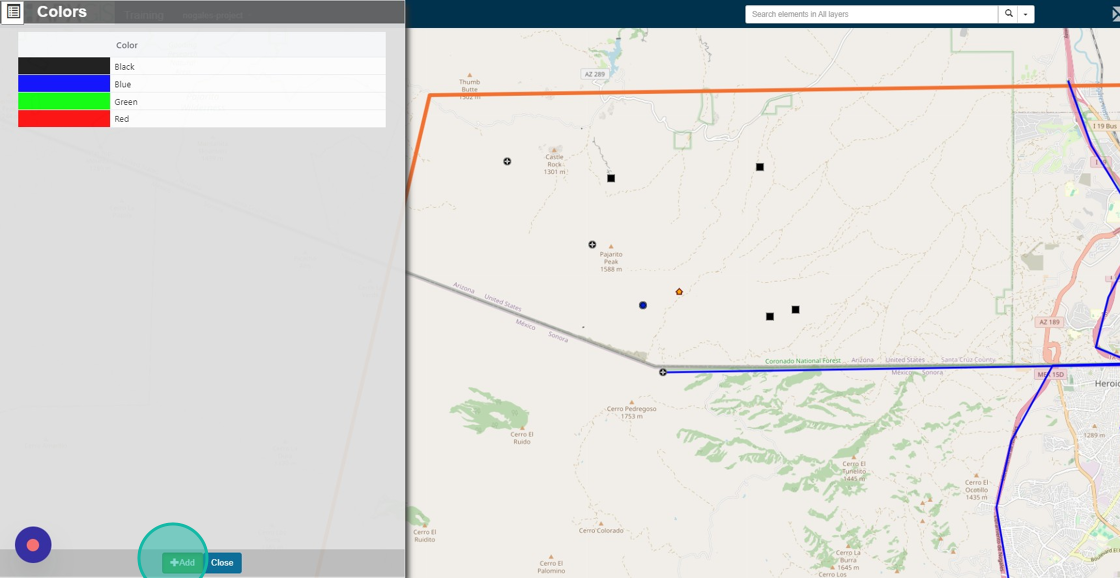 Colors
Training
Search elements in All layers
Color
Black
Blue
Green
Red
+Add
Close
Thumb
Butte
1302 m
AZ 289
I 19 Bus
Castle
Rock
1301 m
Pajarito
Peak
1588 m
Arizona
United States
México
Sonora
AZ 189
Coronado National Forest
Arizona
United States
Santa Cruz County
México
Sonora
MEX 15D
Heroic
Cerro Pedregoso
1753 m
Cerro El
Ruido
1289 m
Cerro El
Tunelito
1445 m
Cerro El
Ocotillo
1435 m
Cerro El
Ruidito
Cerro Colorado
Cerro El
Palomino
Cerro La
Burra
1645 m
Cerro Los